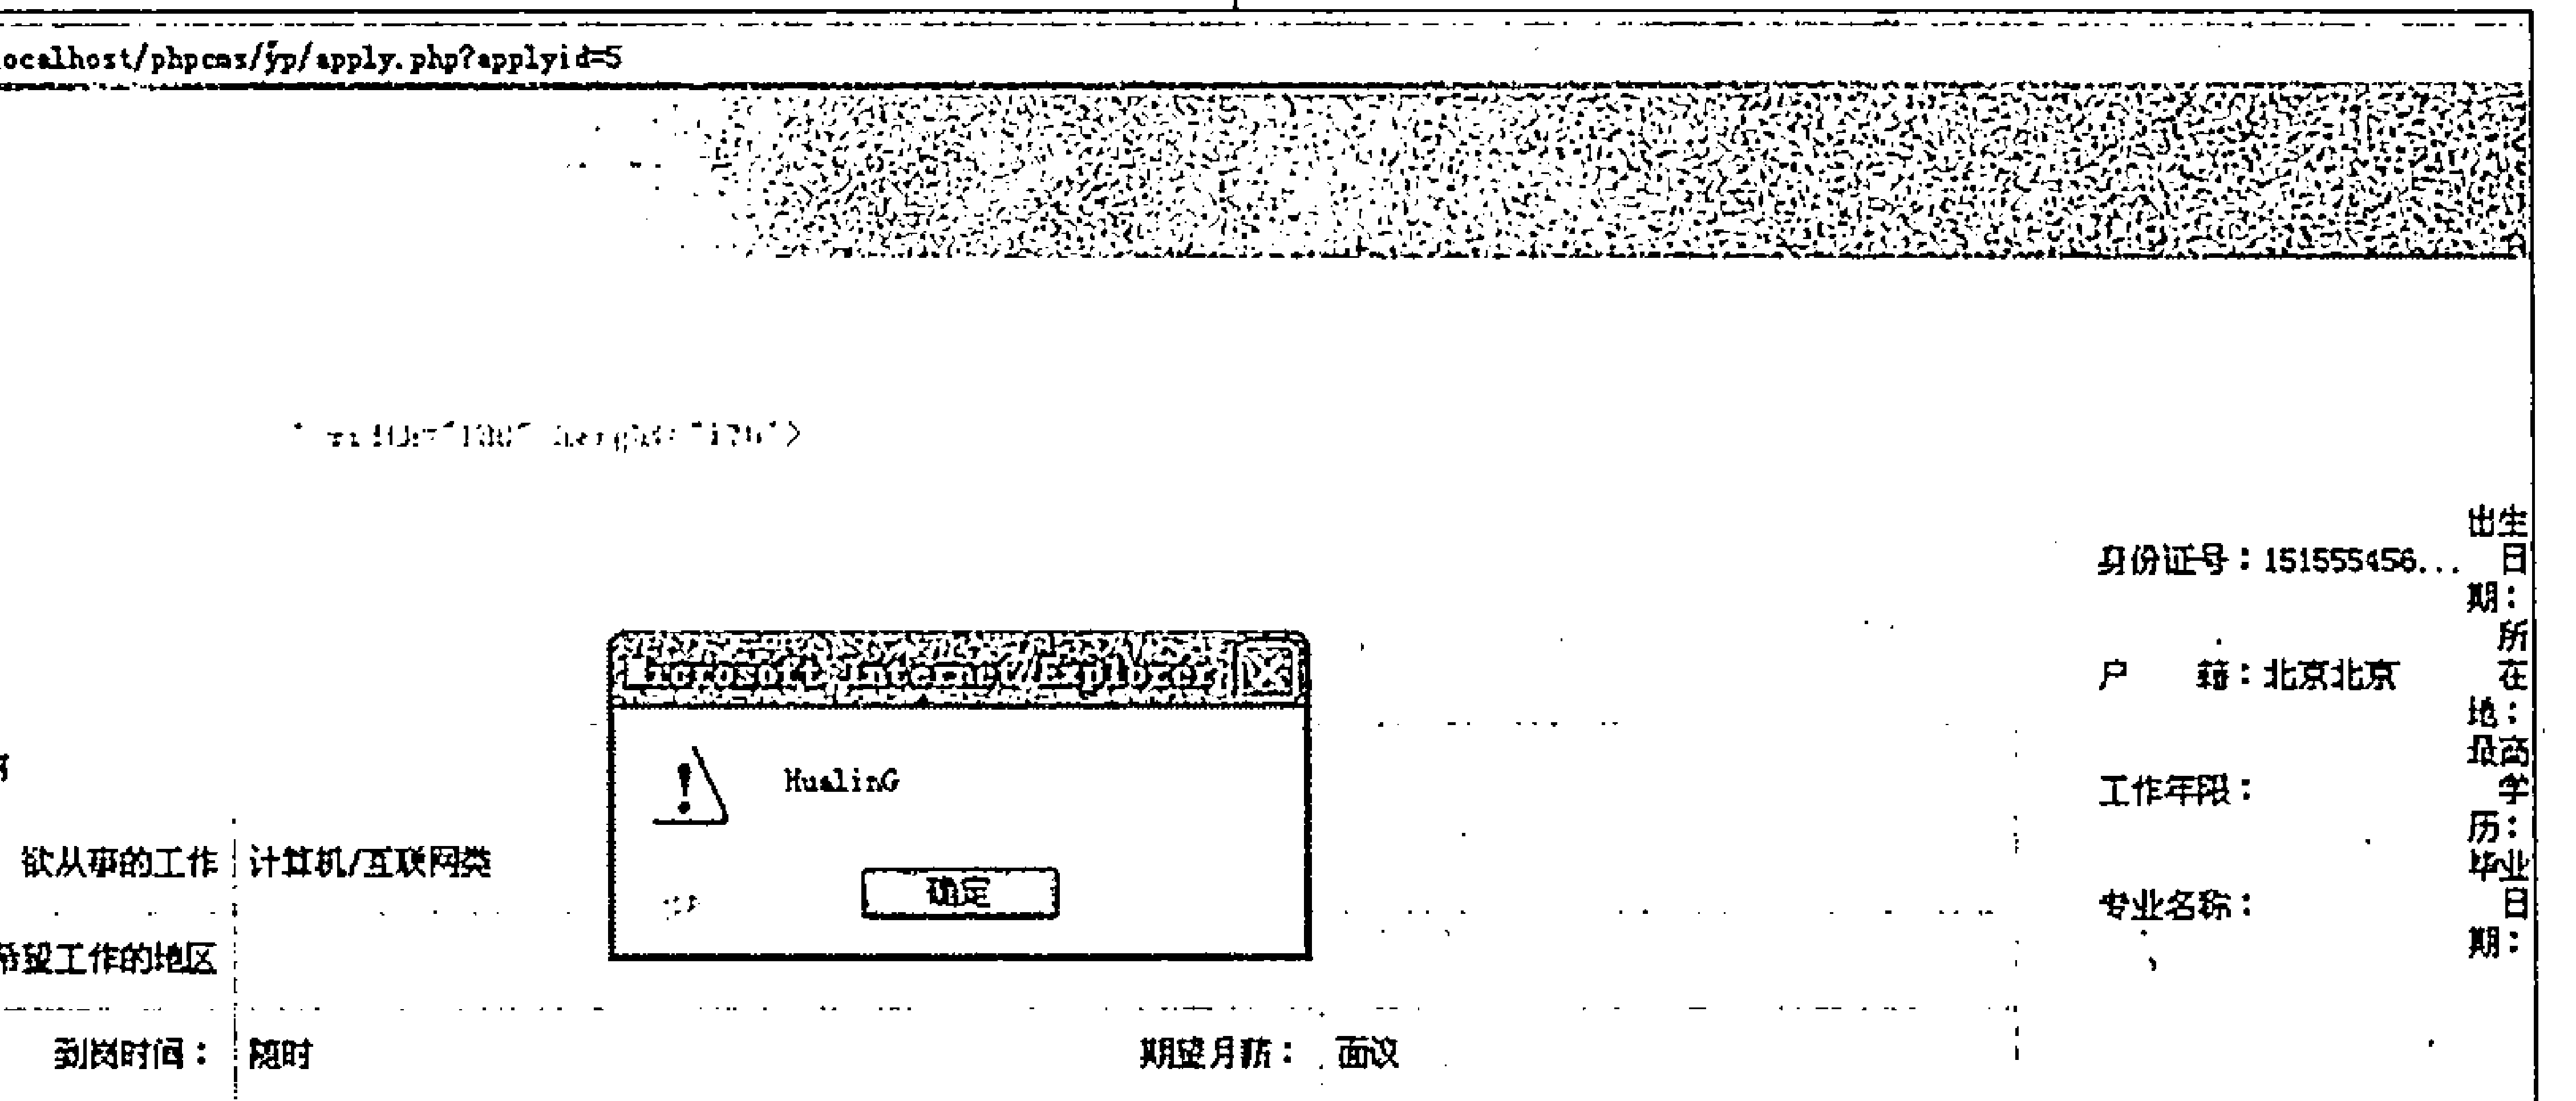 ocalhost/phpcms/yp/apply.php?applyid=5
" width="130" height="170">
出生
身份证号：151555456... 日
期：
所
户 籍：北京北京 在
地：
Microsoft Internet Explorer
最高
HualinG
工作年限： 学
历：
欲从事的工作 计算机/互联网类
毕业
确定
专业名称： 日
希望工作的地区
期：
到岗时间： 随时 期望月薪： 面议